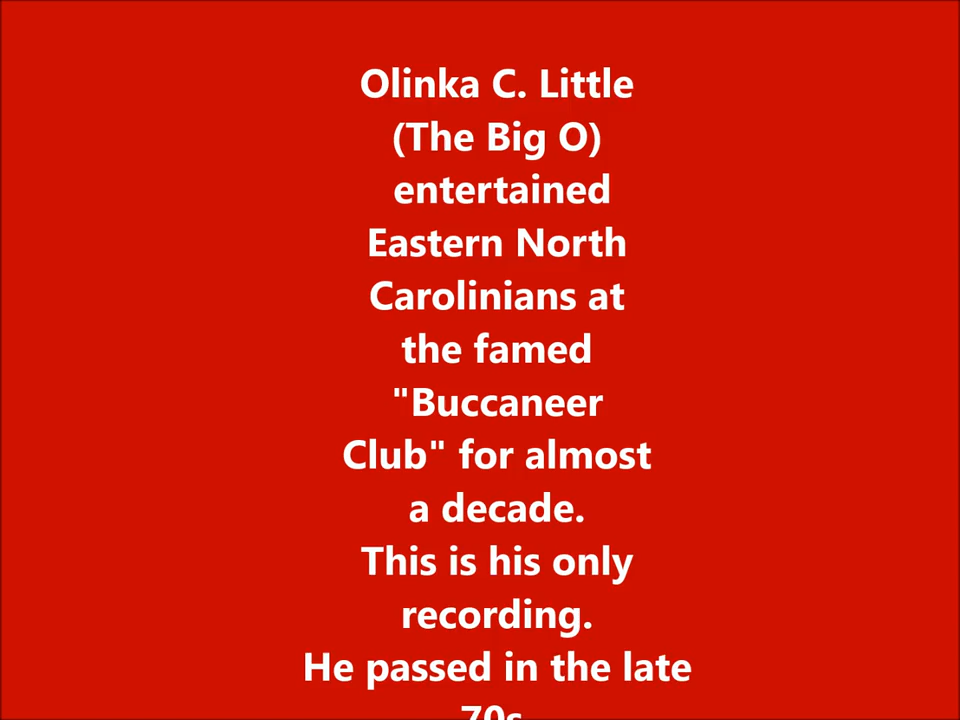 Olinka C. Little
(The Big O)
entertained
Eastern North
Carolinians at
the famed
"Buccaneer
Club" for almost
a decade.
This is his only
recording.
He passed in the late
70s